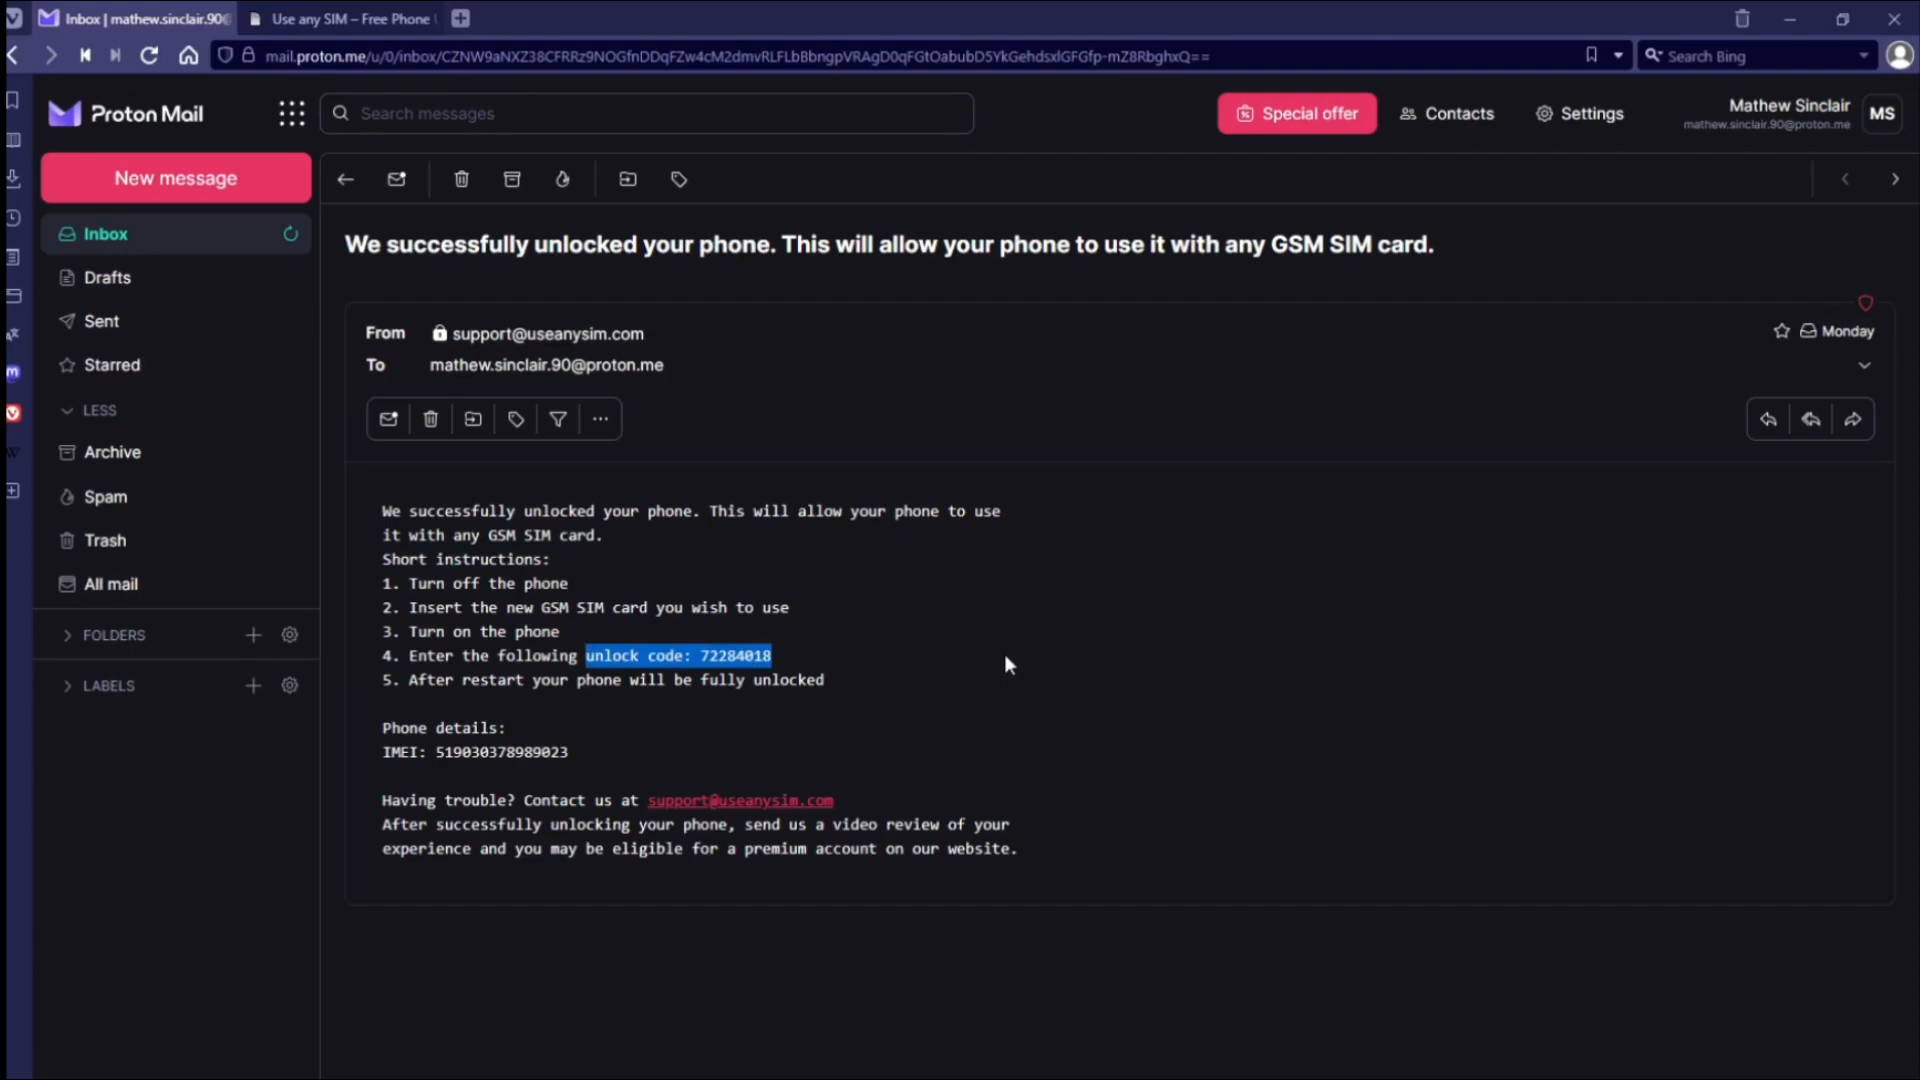 Inbox | mathew.sinclair.90@
Use any SIM – Free Phone U
mail.proton.me/u/0/inbox/CZNW9aNXZ38CFRRz9NOGfnDDqFZw4cM2dmvRLFLbBbngpVRAgD0qFGtOabubD5YkGehdsxlGFGfp-mZ8RbghxQ==
Search Bing
Proton Mail
Search messages
Special offer
Contacts
Settings
Mathew Sinclair
mathew.sinclair.90@proton.me
MS
New message
Inbox
Drafts
Sent
Starred
LESS
Archive
Spam
Trash
All mail
FOLDERS
LABELS
We successfully unlocked your phone. This will allow your phone to use it with any GSM SIM card.
From support@useanysim.com
Monday
To mathew.sinclair.90@proton.me
We successfully unlocked your phone. This will allow your phone to use
it with any GSM SIM card.
Short instructions:
1. Turn off the phone
2. Insert the new GSM SIM card you wish to use
3. Turn on the phone
4. Enter the following unlock code: 72284018
5. After restart your phone will be fully unlocked
Phone details:
IMEI: 519030378989023
Having trouble? Contact us at support@useanysim.com
After successfully unlocking your phone, send us a video review of your
experience and you may be eligible for a premium account on our website.